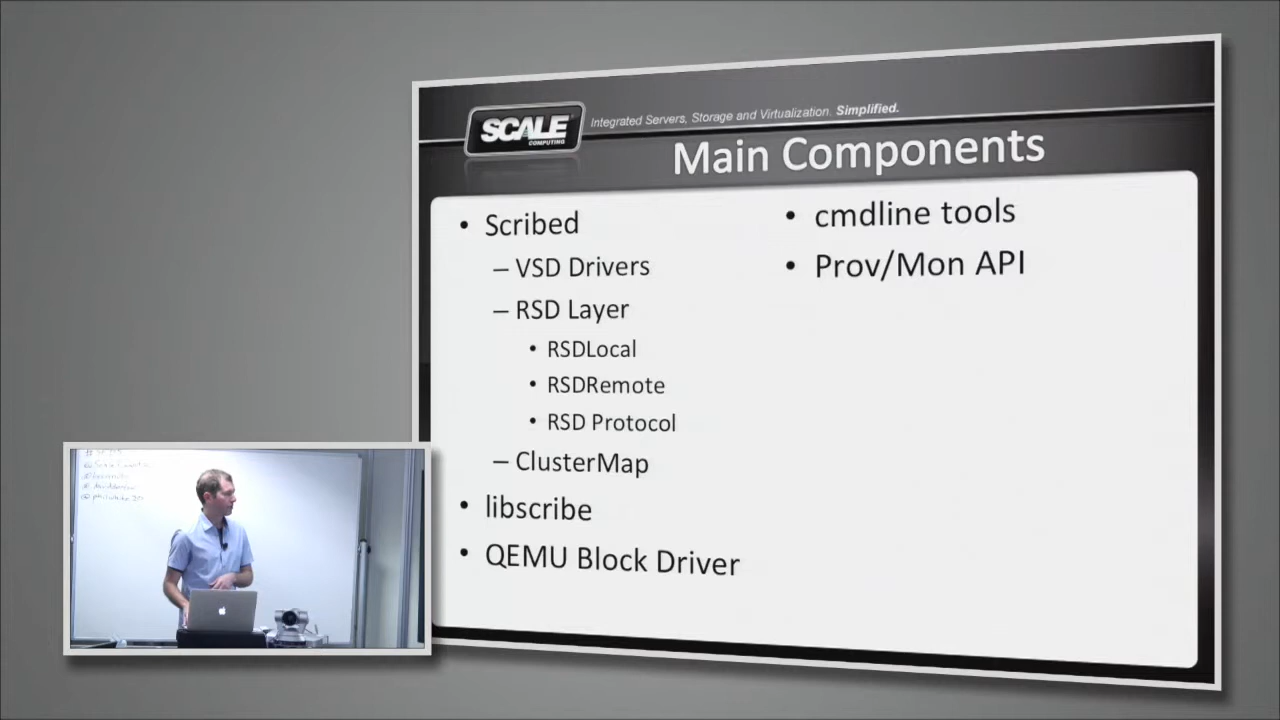 SCALE
COMPUTING
Integrated Servers, Storage and Virtualization. Simplified.
Main Components
• Scribed
– VSD Drivers
– RSD Layer
• RSDLocal
• RSDRemote
• RSD Protocol
– ClusterMap
• libscribe
• QEMU Block Driver
• cmdline tools
• Prov/Mon API